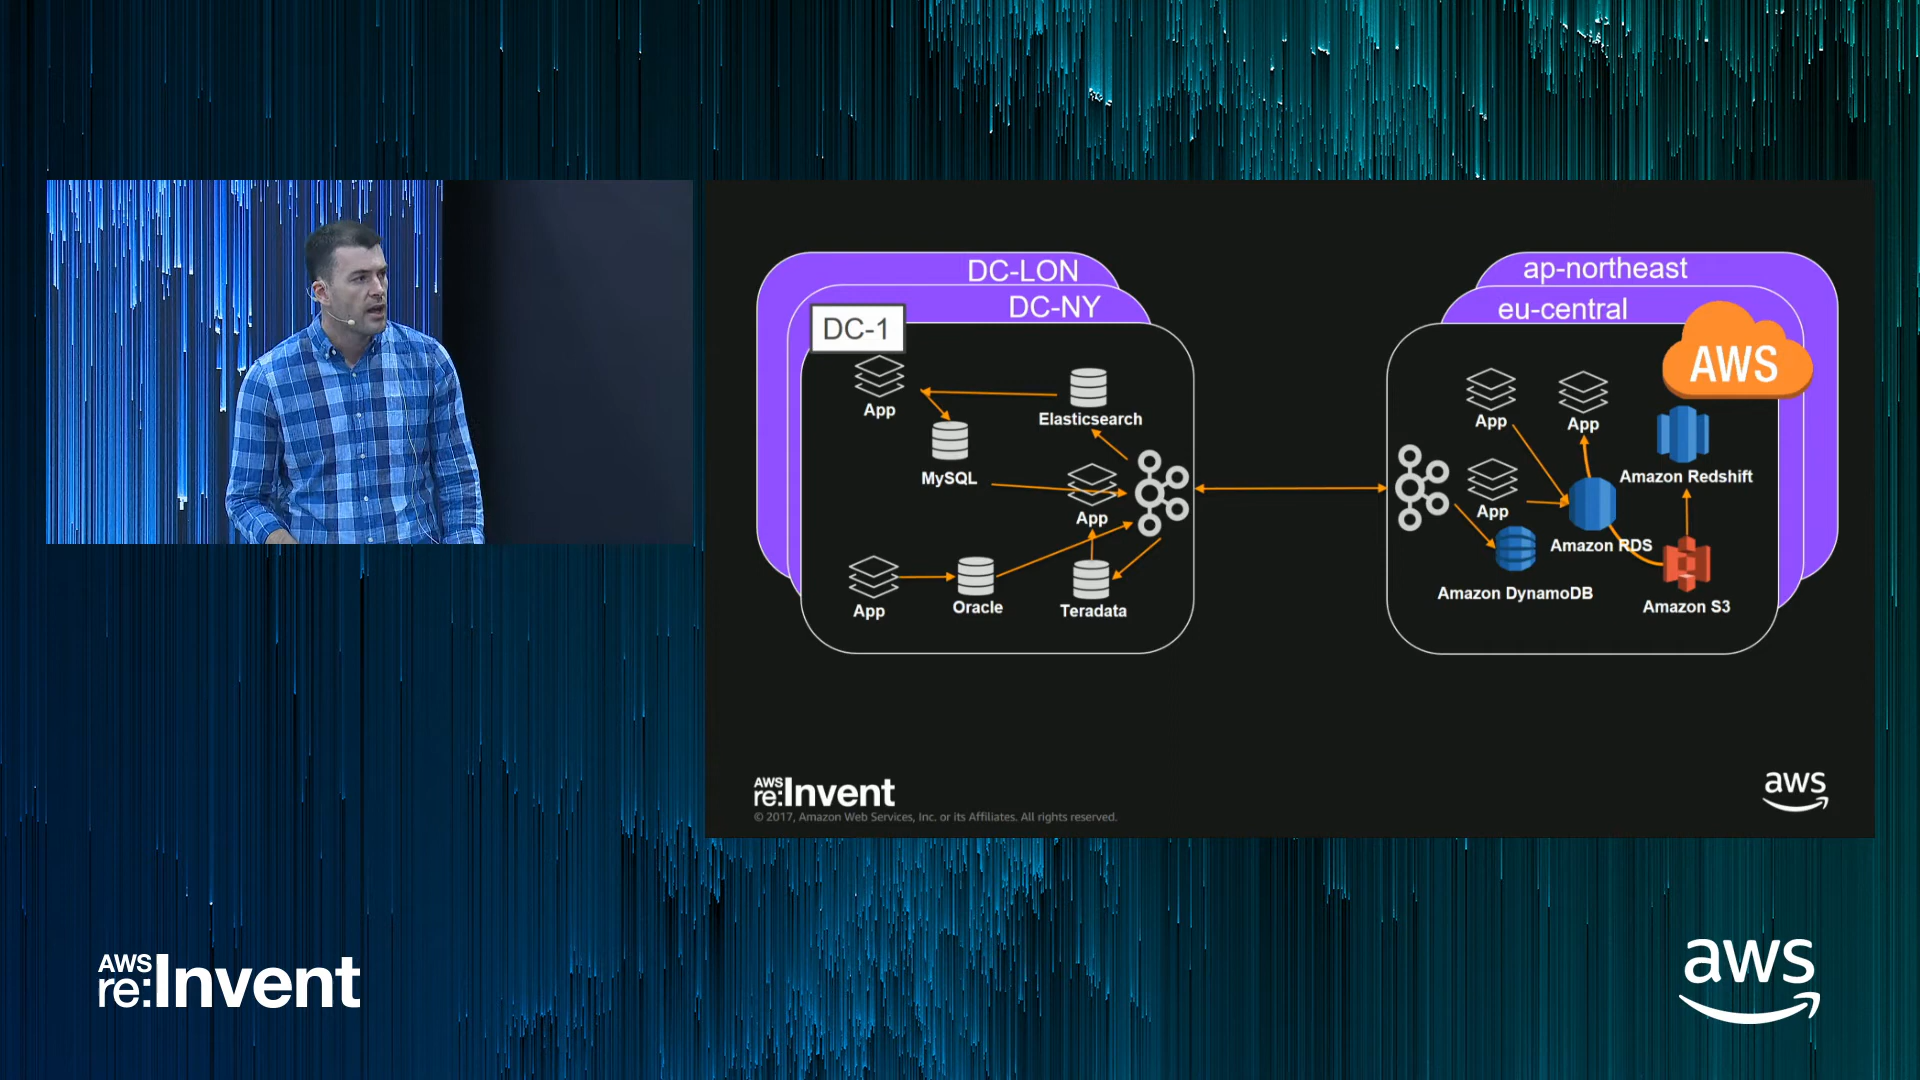 DC-LON
DC-NY
DC-1
App
Elasticsearch
MySQL
App
App
Oracle
Teradata
ap-northeast
eu-central
AWS
App
App
Amazon Redshift
App
Amazon RDS
Amazon DynamoDB
Amazon S3
AWS
re:Invent
© 2017, Amazon Web Services, Inc. or its Affiliates. All rights reserved.
aws
AWS
re:Invent
aws